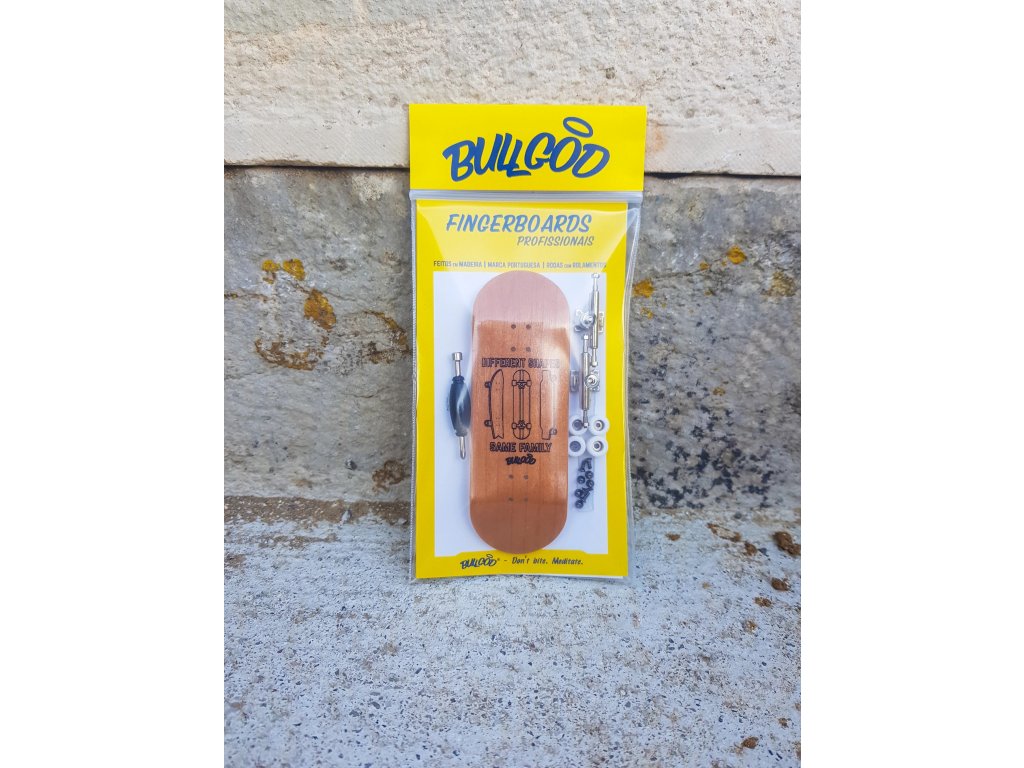 BULLGOD
FINGERBOARDS
PROFISSIONAIS
FEITOS EM MADEIRA | MARCA PORTUGUESA | RODAS COM ROLAMENTOS
DIFFERENT SHAPES
SAME FAMILY
BULLGOD
BULLGOD® - Don't bite. Meditate.